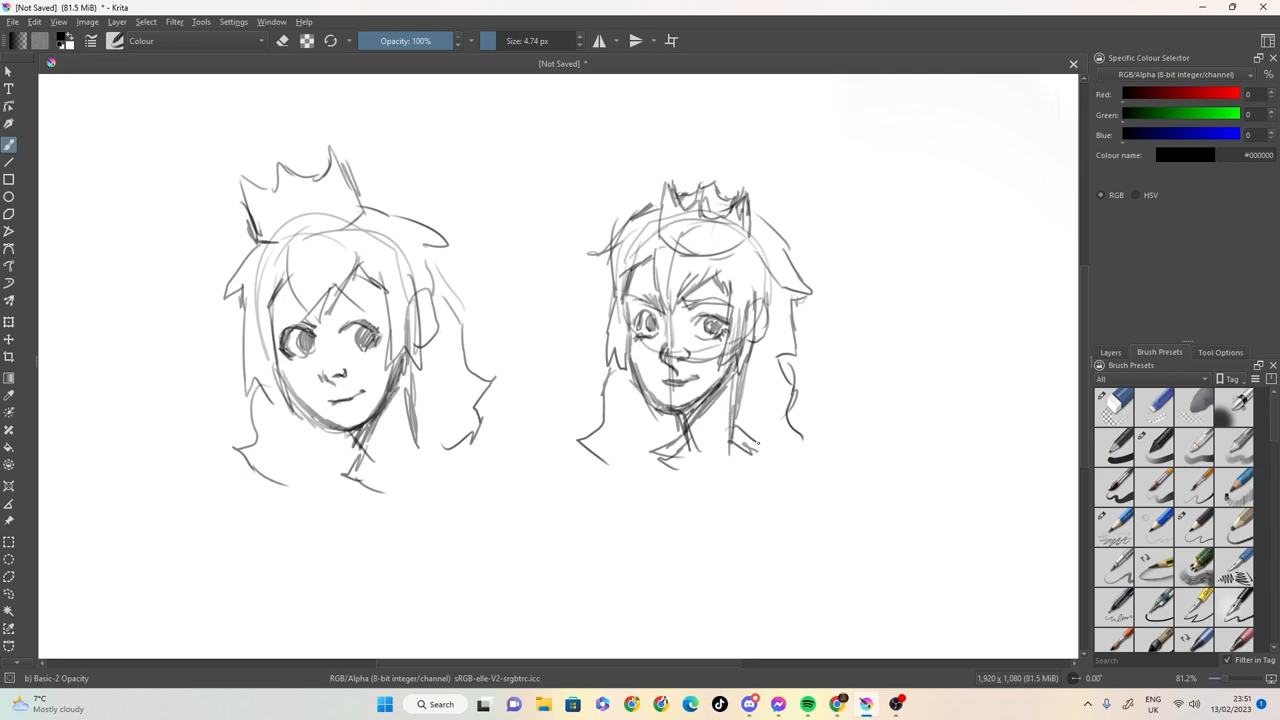 [Not Saved]  (81.5 MiB)  * - Krita
File Edit View Image Layer Select Filter Tools Settings Window Help
Colour Opacity: 100% Size: 4.74 px
[Not Saved]  *
Specific Colour Selector
RGB/Alpha (8-bit integer/channel) %
Red: 0
Green: 0
Blue: 0
Colour name: #000000
RGB HSV
Layers Brush Presets Tool Options
Brush Presets
All Tag
Search Filter in Tag
b) Basic-2 Opacity RGB/Alpha (8-bit integer/channel)  sRGB-elle-V2-srgbtrc.icc 1,920 x 1,080 (81.5 MiB) 0.00° 81.2%
7°C
Mostly cloudy
Search
ENG
UK
23:51
13/02/2023
1